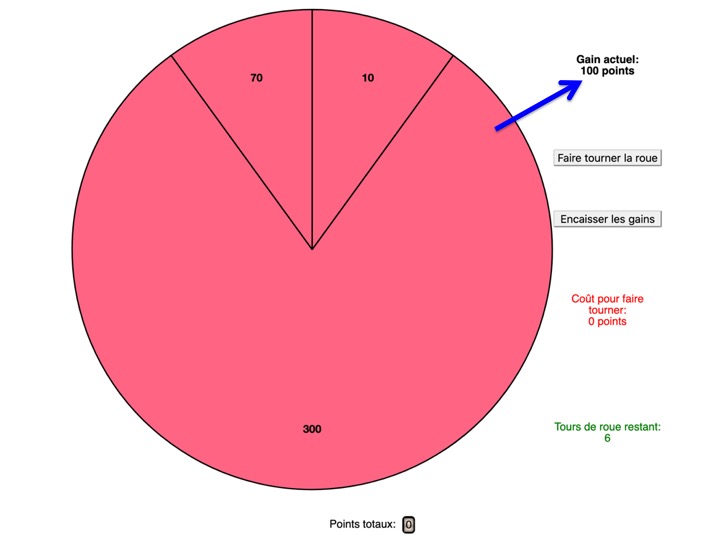 70
10
300
Gain actuel:
100 points
Faire tourner la roue
Encaisser les gains
Coût pour faire
tourner:
0 points
Tours de roue restant:
6
Points totaux: 0